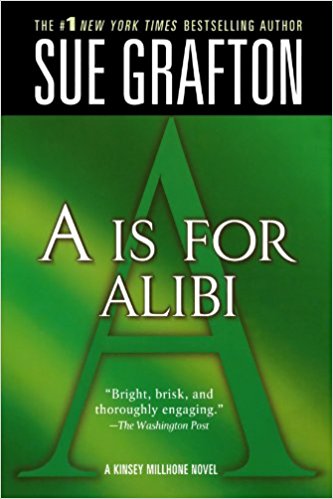 THE #1 NEW YORK TIMES BESTSELLING AUTHOR
SUE GRAFTON
A
A IS FOR
ALIBI
“Bright, brisk, and
thoroughly engaging.”
—The Washington Post
A KINSEY MILLHONE NOVEL